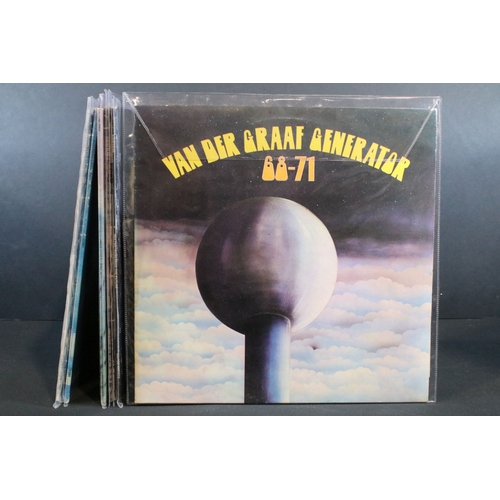 VAN DER GRAAF GENERATOR
68-71